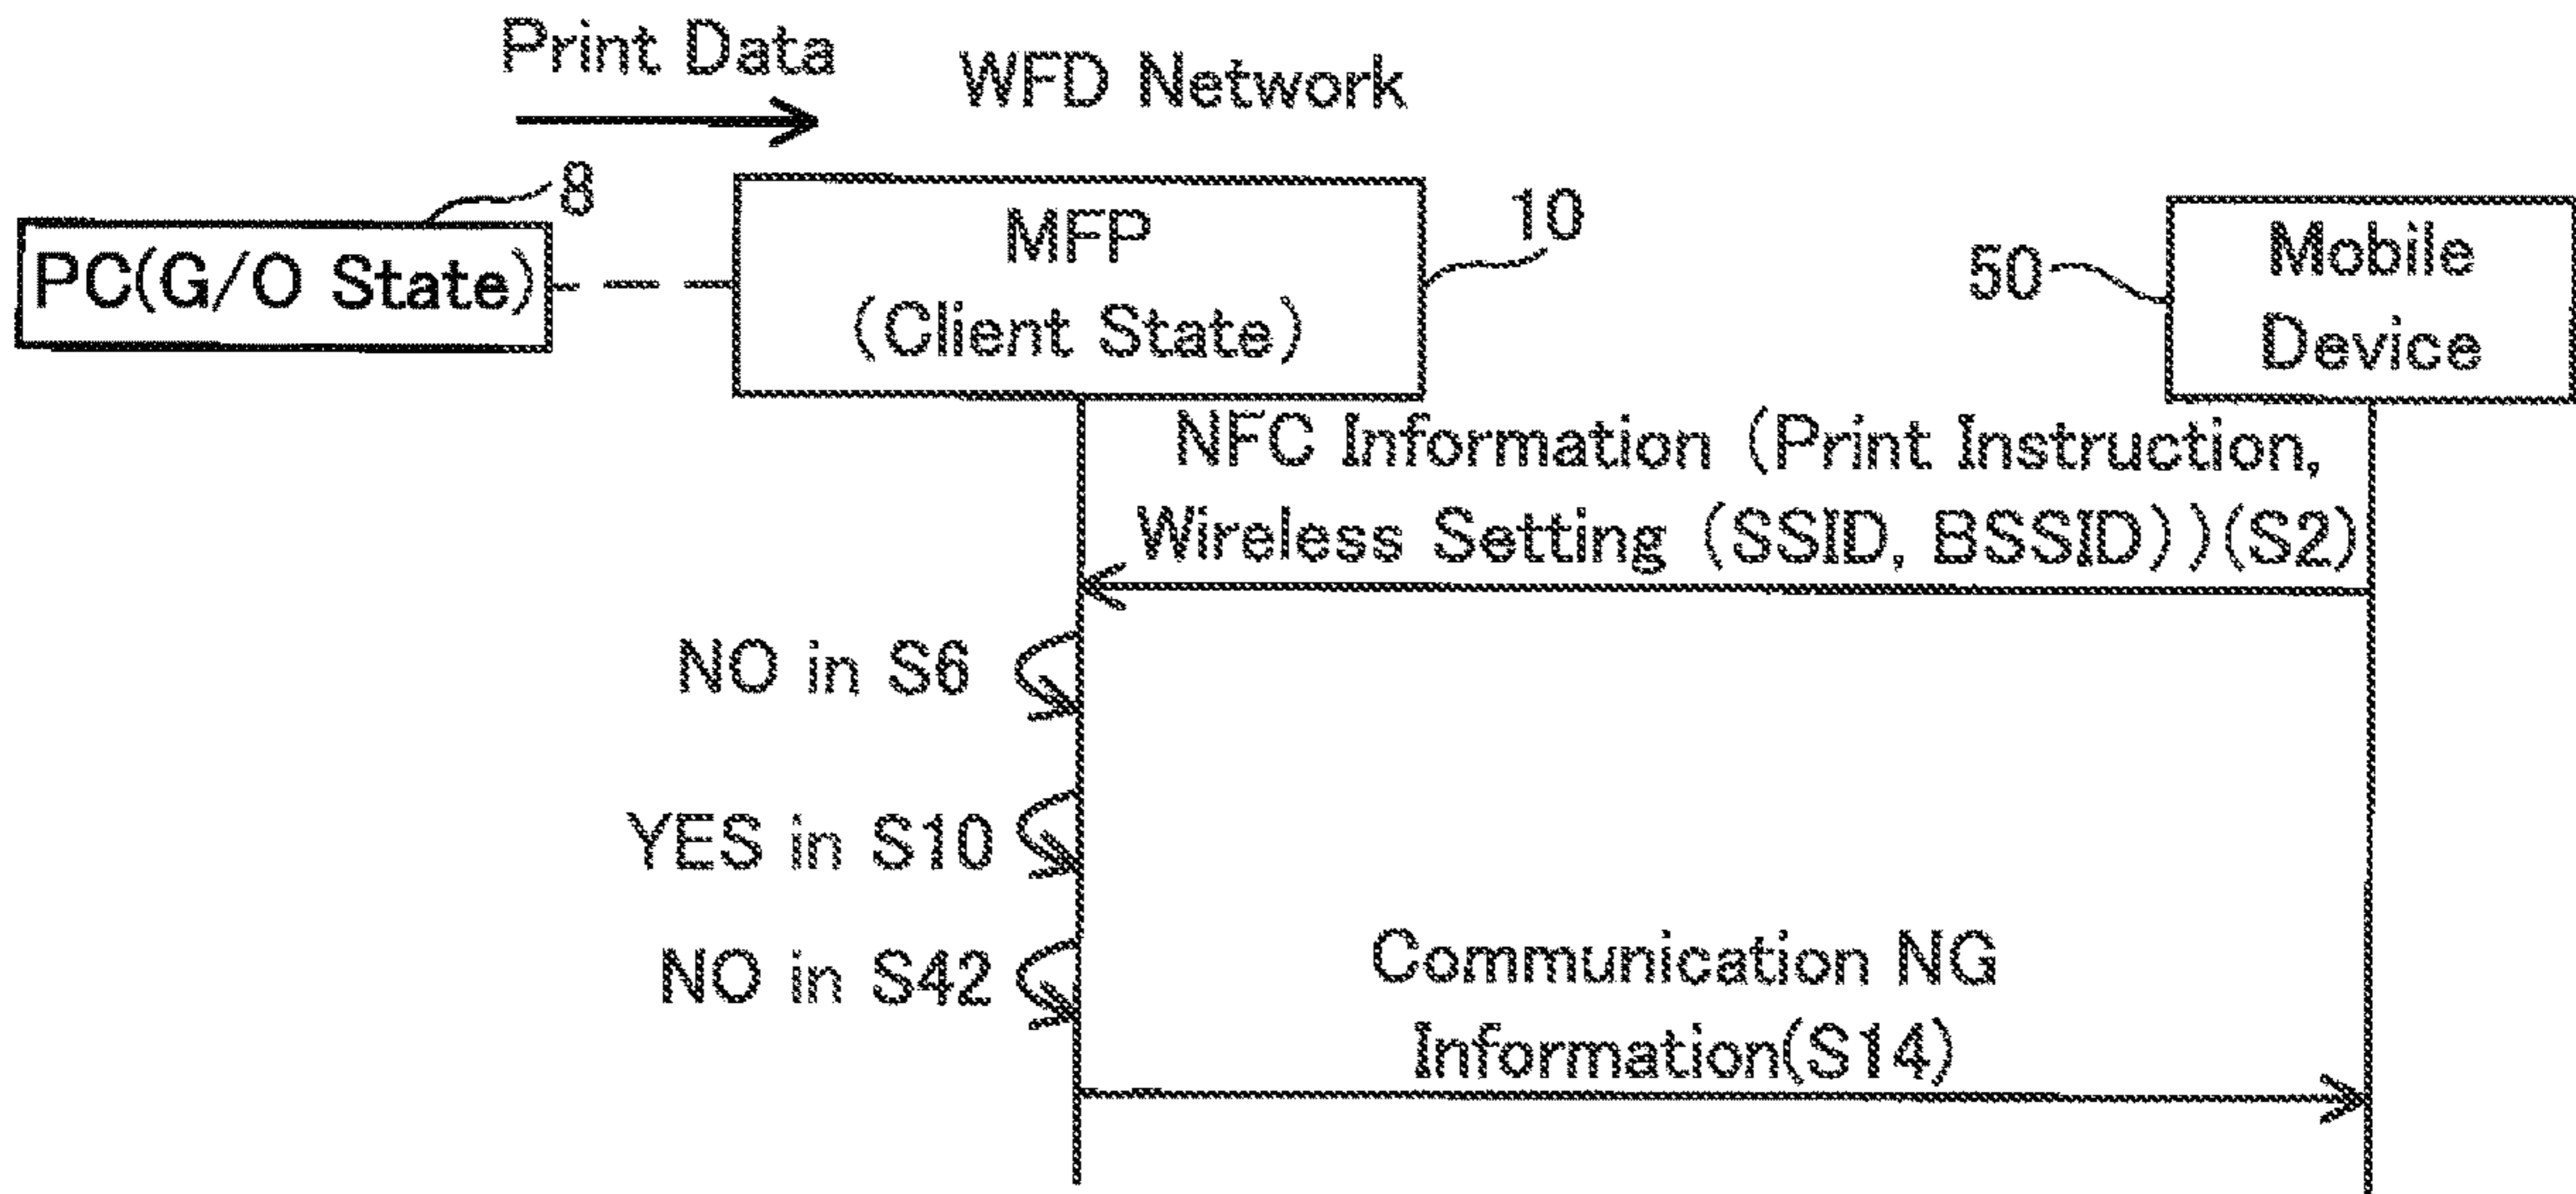 Print Data
WFD Network
8
PC(G/O State)
MFP
(Client State)
10
50
Mobile
Device
NFC Information (Print Instruction,
Wireless Setting (SSID, BSSID))(S2)
NO in S6
YES in S10
NO in S42
Communication NG
Information(S14)